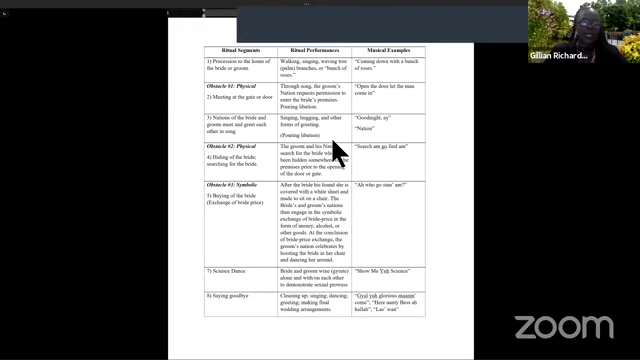 Ritual Segments
Ritual Performances
Musical Examples
1) Procession to the home
of the bride or groom.
Walking, singing, waving tree
(palm) branches, or “bunch of
roses.”
“Coming down with a bunch
of roses.”
Obstacle #1: Physical
2) Meeting at the gate or door
Through song, the groom’s
Nation requests permission to
enter the bride’s premises.
Pouring libation.
“Open the door let the man
come in”
3) Nations of the bride and
groom meet and greet each
other in song
Singing, hugging, and other
forms of greeting.
(Pouring libation)
“Goodnight, ay”
“Nation”
Obstacle #2: Physical
4) Hiding of the bride;
searching for the bride.
The groom and his
search for the bride
been hidden somewhere
premises prior to the opening
of the door or gate.
“Search am go find am”
Obstacle #3: Symbolic
5) Buying of the bride
(Exchange of bride price)
After the bride his found she is
covered with a white sheet and
made to sit on a chair. The
Bride’s and groom’s nations
then engage in the symbolic
exchange of bride-price in the
form of money, alcohol, or
other goods. At the conclusion
of bride-price exchange, the
groom’s nation celebrates by
hoisting the bride in her chair
and dancing her around.
“Ah who go stan’ am?”
7) Science Dance
Bride and groom wine (gyrate)
alone and with/on each other
to demonstrate sexual prowess
“Show Me Yuh Science”
8) Saying goodbye
Cleaning up; singing; dancing;
greeting; making final
wedding arrangements.
“Gyal yuh glorious
come”; “Here aunty Bess ah
hallah”; “Las’ wan”
Gillian Richard...
zoom